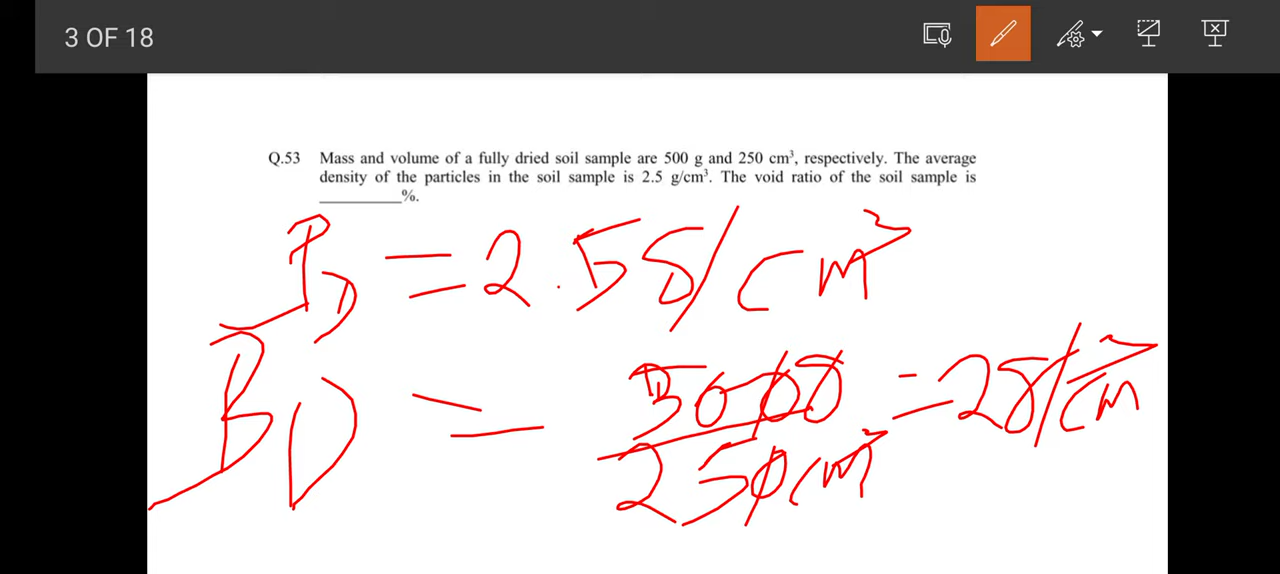 3 OF 18
Q.53 Mass and volume of a fully dried soil sample are 500 g and 250 cm³, respectively. The average
density of the particles in the soil sample is 2.5 g/cm³. The void ratio of the soil sample is
__________%.
PD = 2.5g/cm³
BD = 500g / 250cm³ = 2g/cm³